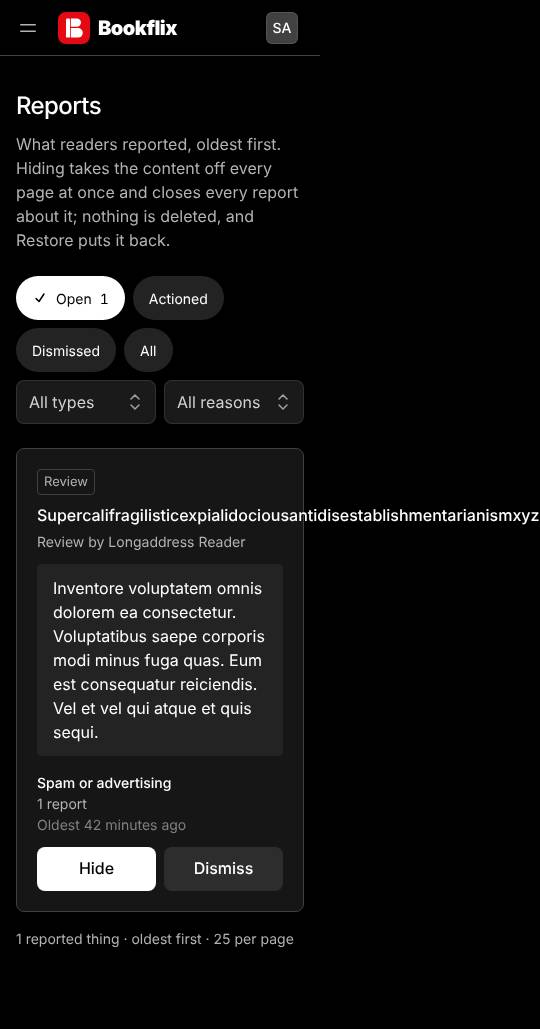 Bookflix
SA
Reports
What readers reported, oldest first.
Hiding takes the content off every
page at once and closes every report
about it; nothing is deleted, and
Restore puts it back.
Open 1
Actioned
Dismissed
All
All types
All reasons
Review
Supercalifragilisticexpialidociousantidisestablishmentarianismxyz
Review by Longaddress Reader
Inventore voluptatem omnis
dolorem ea consectetur.
Voluptatibus saepe corporis
modi minus fuga quas. Eum
est consequatur reiciendis.
Vel et vel qui atque et quis
sequi.
Spam or advertising
1 report
Oldest 42 minutes ago
Hide
Dismiss
1 reported thing · oldest first · 25 per page